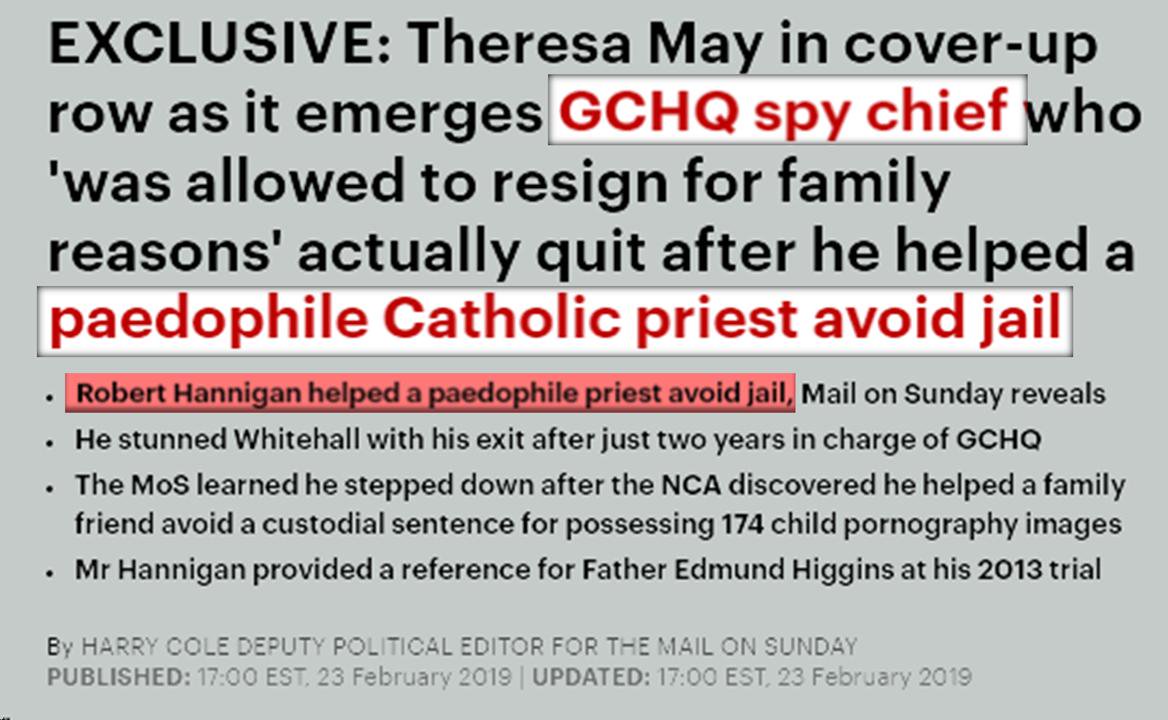 EXCLUSIVE: Theresa May in cover-up
row as it emerges GCHQ spy chief who
'was allowed to resign for family
reasons' actually quit after he helped a
paedophile Catholic priest avoid jail
• Robert Hannigan helped a paedophile priest avoid jail, Mail on Sunday reveals
• He stunned Whitehall with his exit after just two years in charge of GCHQ
• The MoS learned he stepped down after the NCA discovered he helped a family
friend avoid a custodial sentence for possessing 174 child pornography images
• Mr Hannigan provided a reference for Father Edmund Higgins at his 2013 trial
By HARRY COLE DEPUTY POLITICAL EDITOR FOR THE MAIL ON SUNDAY
PUBLISHED: 17:00 EST, 23 February 2019 | UPDATED: 17:00 EST, 23 February 2019